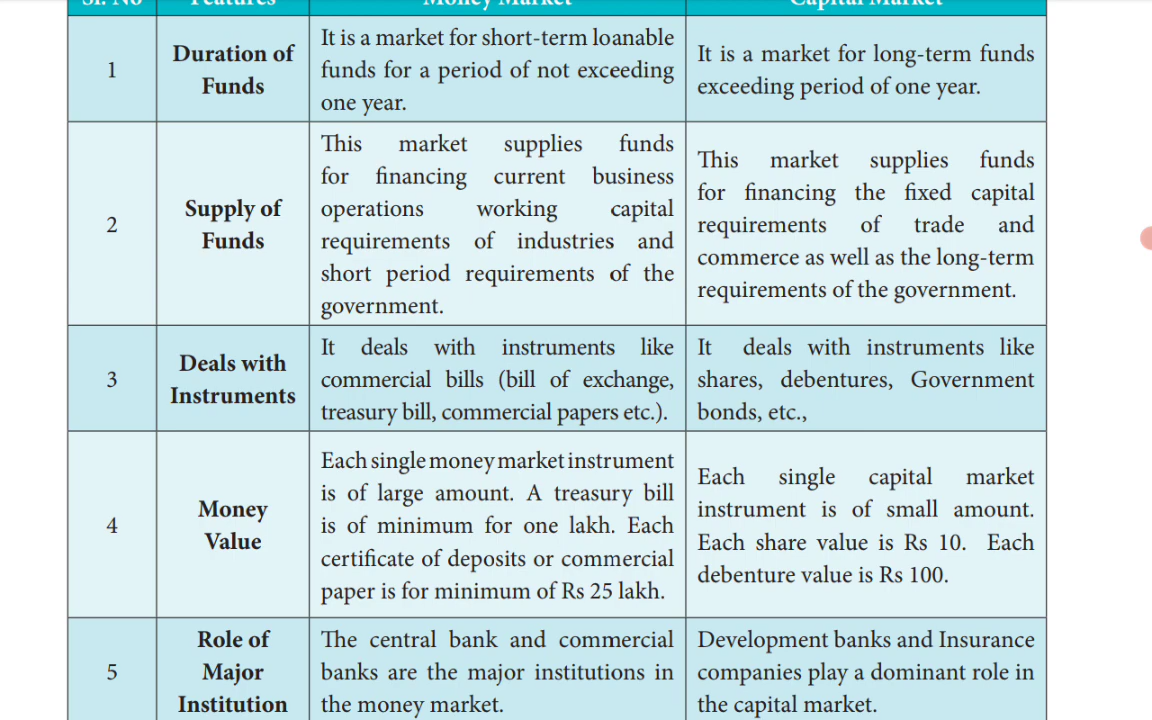 Sl. No Features Money Market Capital Market
1
Duration of
Funds
It is a market for short-term loanable
funds for a period of not exceeding
one year.
It is a market for long-term funds
exceeding period of one year.
2
Supply of
Funds
This market supplies funds
for financing current business
operations working capital
requirements of industries and
short period requirements of the
government.
This market supplies funds
for financing the fixed capital
requirements of trade and
commerce as well as the long-term
requirements of the government.
3
Deals with
Instruments
It deals with instruments like
commercial bills (bill of exchange,
treasury bill, commercial papers etc.).
It deals with instruments like
shares, debentures, Government
bonds, etc.,
4
Money
Value
Each single money market instrument
is of large amount. A treasury bill
is of minimum for one lakh. Each
certificate of deposits or commercial
paper is for minimum of Rs 25 lakh.
Each single capital market
instrument is of small amount.
Each share value is Rs 10. Each
debenture value is Rs 100.
5
Role of
Major
Institution
The central bank and commercial
banks are the major institutions in
the money market.
Development banks and Insurance
companies play a dominant role in
the capital market.